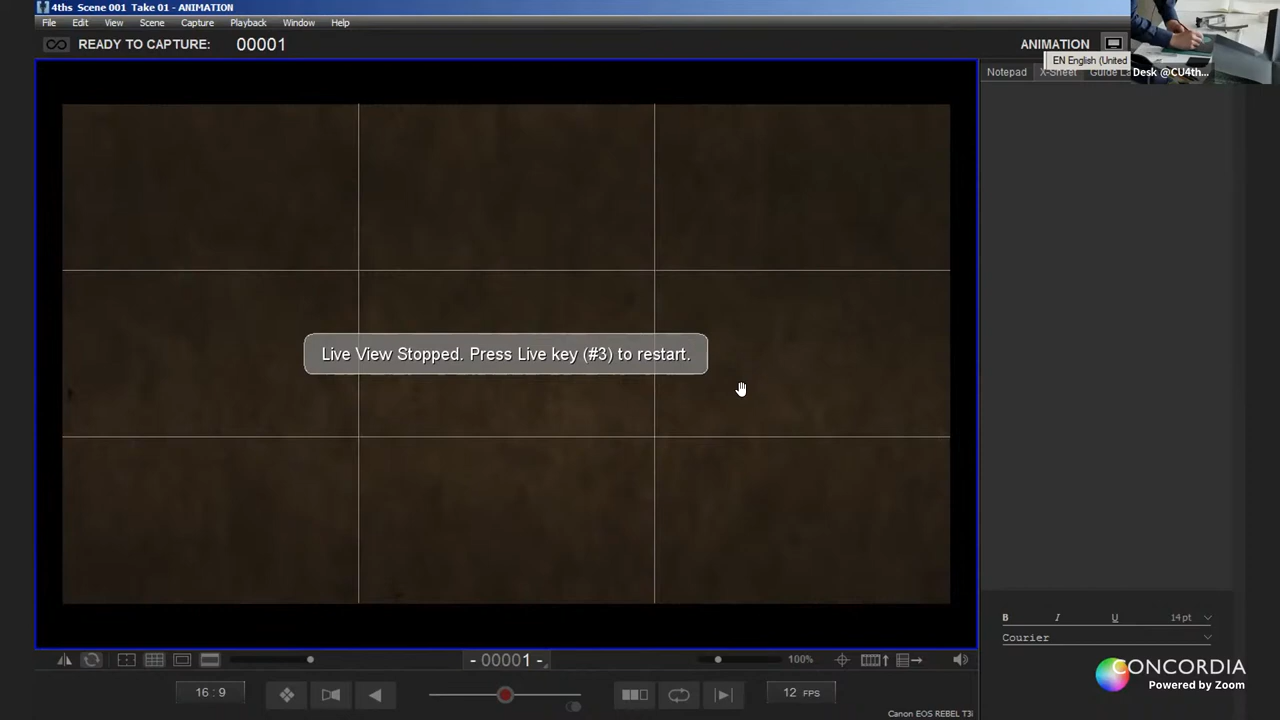 4ths Scene 001 Take 01 - ANIMATION
File Edit View Scene Capture Playback Window Help
READY TO CAPTURE: 00001
ANIMATION
EN English (United
Desk @CU4th...
Notepad X-Sheet Guide La
Live View Stopped. Press Live key (#3) to restart.
B I U 14pt
Courier
- 00001 -
100%
16 : 9
12 FPS
CONCORDIA
Powered by Zoom
Canon EOS REBEL T3i